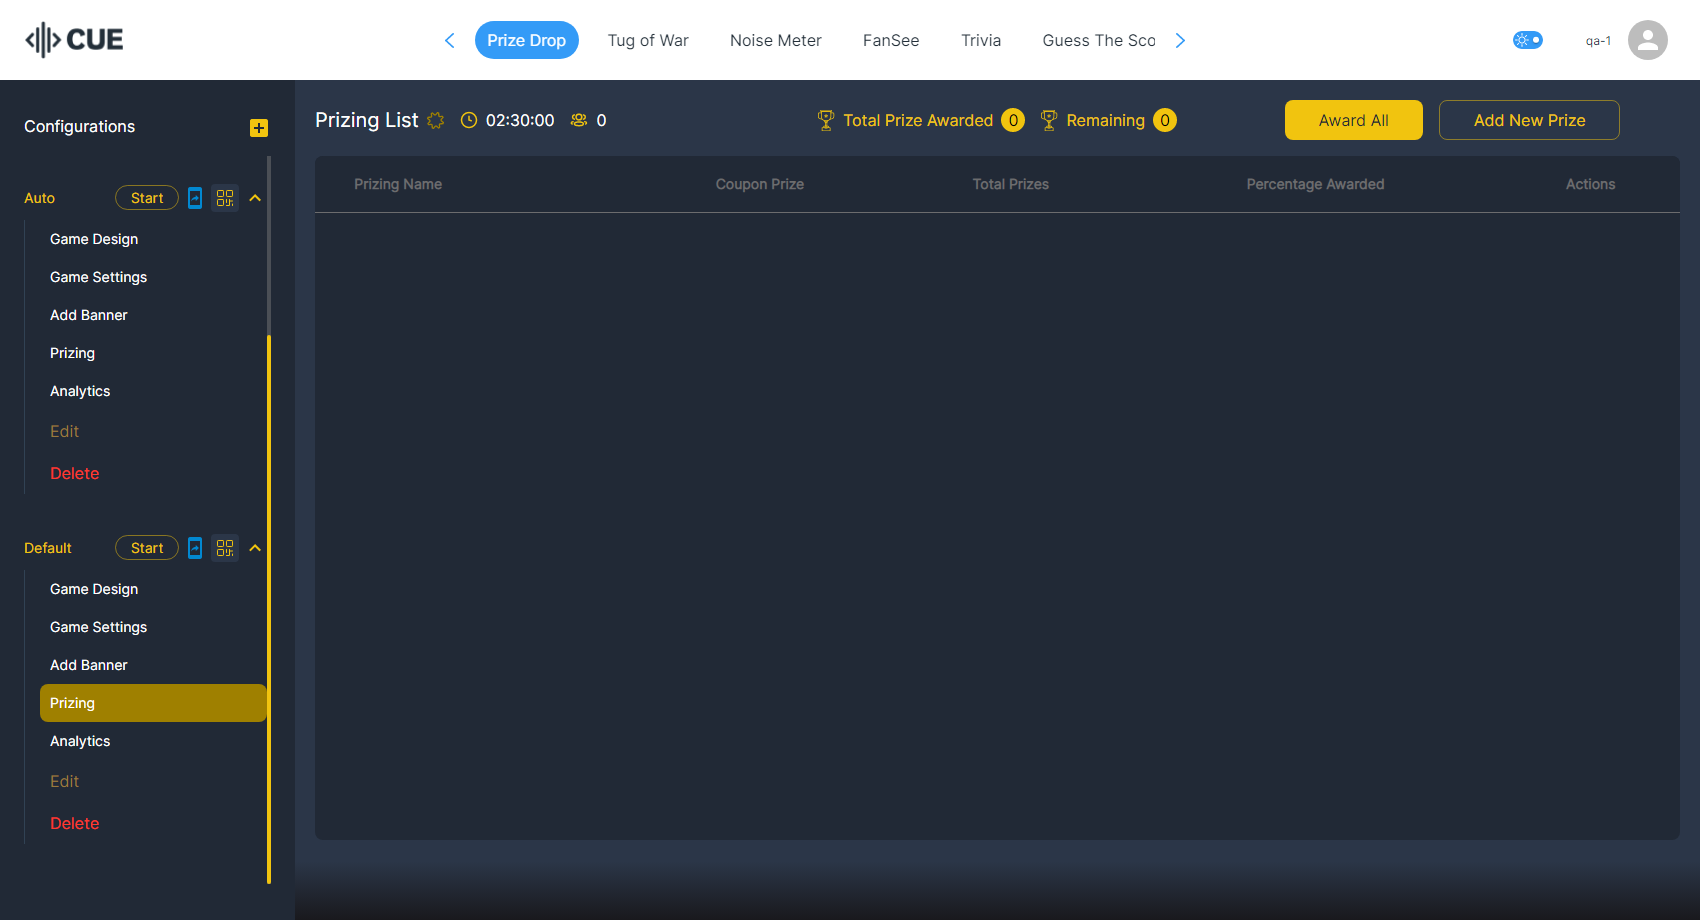 CUE
Prize Drop
Tug of War
Noise Meter
FanSee
Trivia
Guess The Sco
qa-1
Configurations
Prizing List
02:30:00
0
Total Prize Awarded
0
Remaining
0
Award All
Add New Prize
Prizing Name
Coupon Prize
Total Prizes
Percentage Awarded
Actions
Auto
Start
Game Design
Game Settings
Add Banner
Prizing
Analytics
Edit
Delete
Default
Start
Game Design
Game Settings
Add Banner
Prizing
Analytics
Edit
Delete